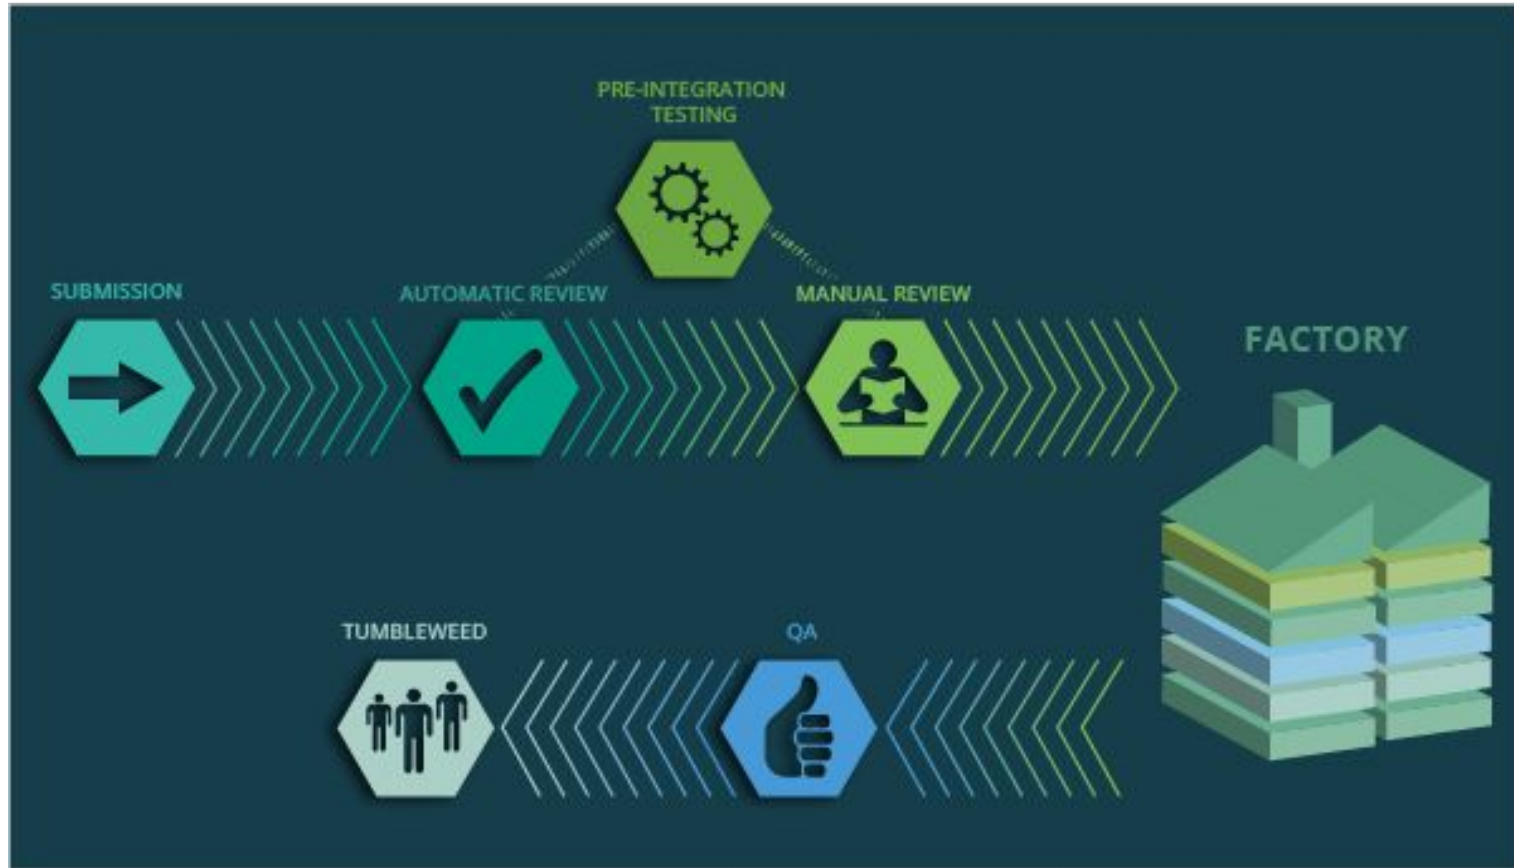 PRE-INTEGRATION
TESTING
SUBMISSION
AUTOMATIC REVIEW
MANUAL REVIEW
FACTORY
TUMBLEWEED
QA